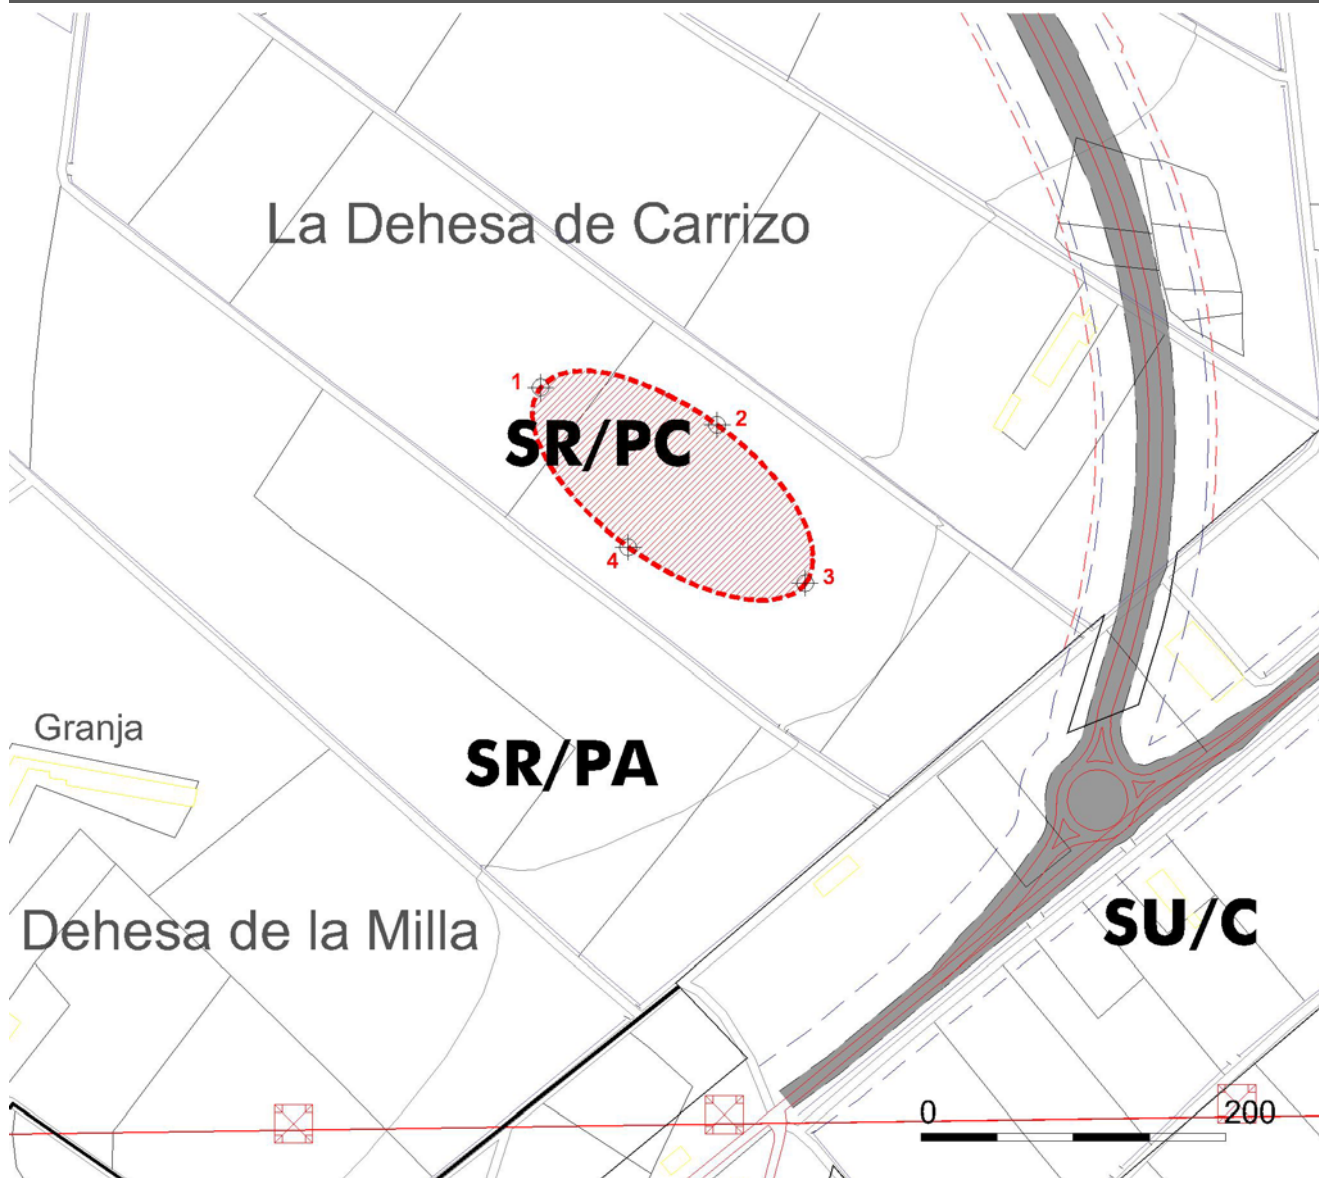 La Dehesa de Carrizo
1
2
SR/PC
4
3
Granja
SR/PA
Dehesa de la Milla
SU/C
0 200